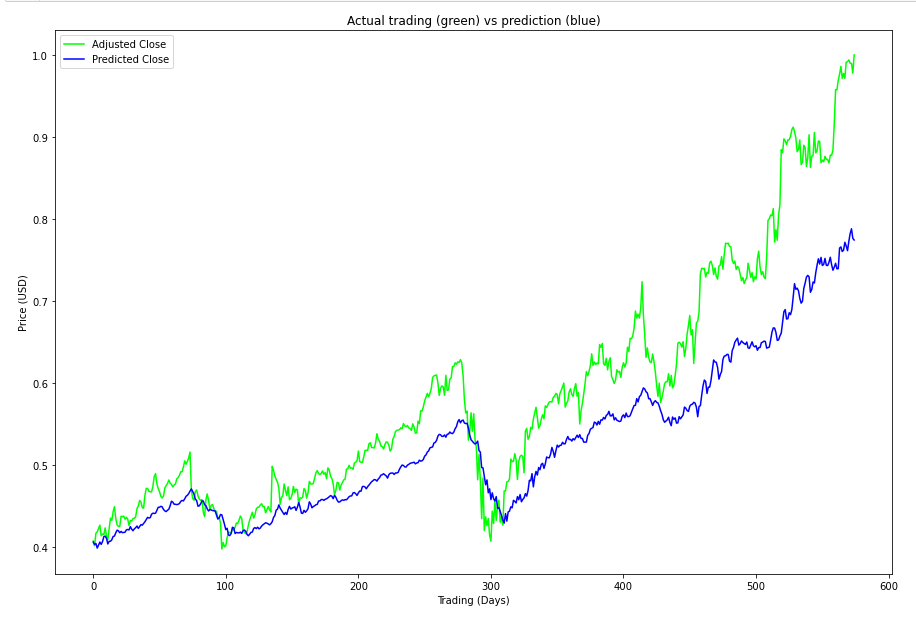 Actual trading (green) vs prediction (blue)
Adjusted Close
Predicted Close
1.0
0.9
0.8
0.7
0.6
0.5
0.4
Price (USD)
0 100 200 300 400 500 600
Trading (Days)